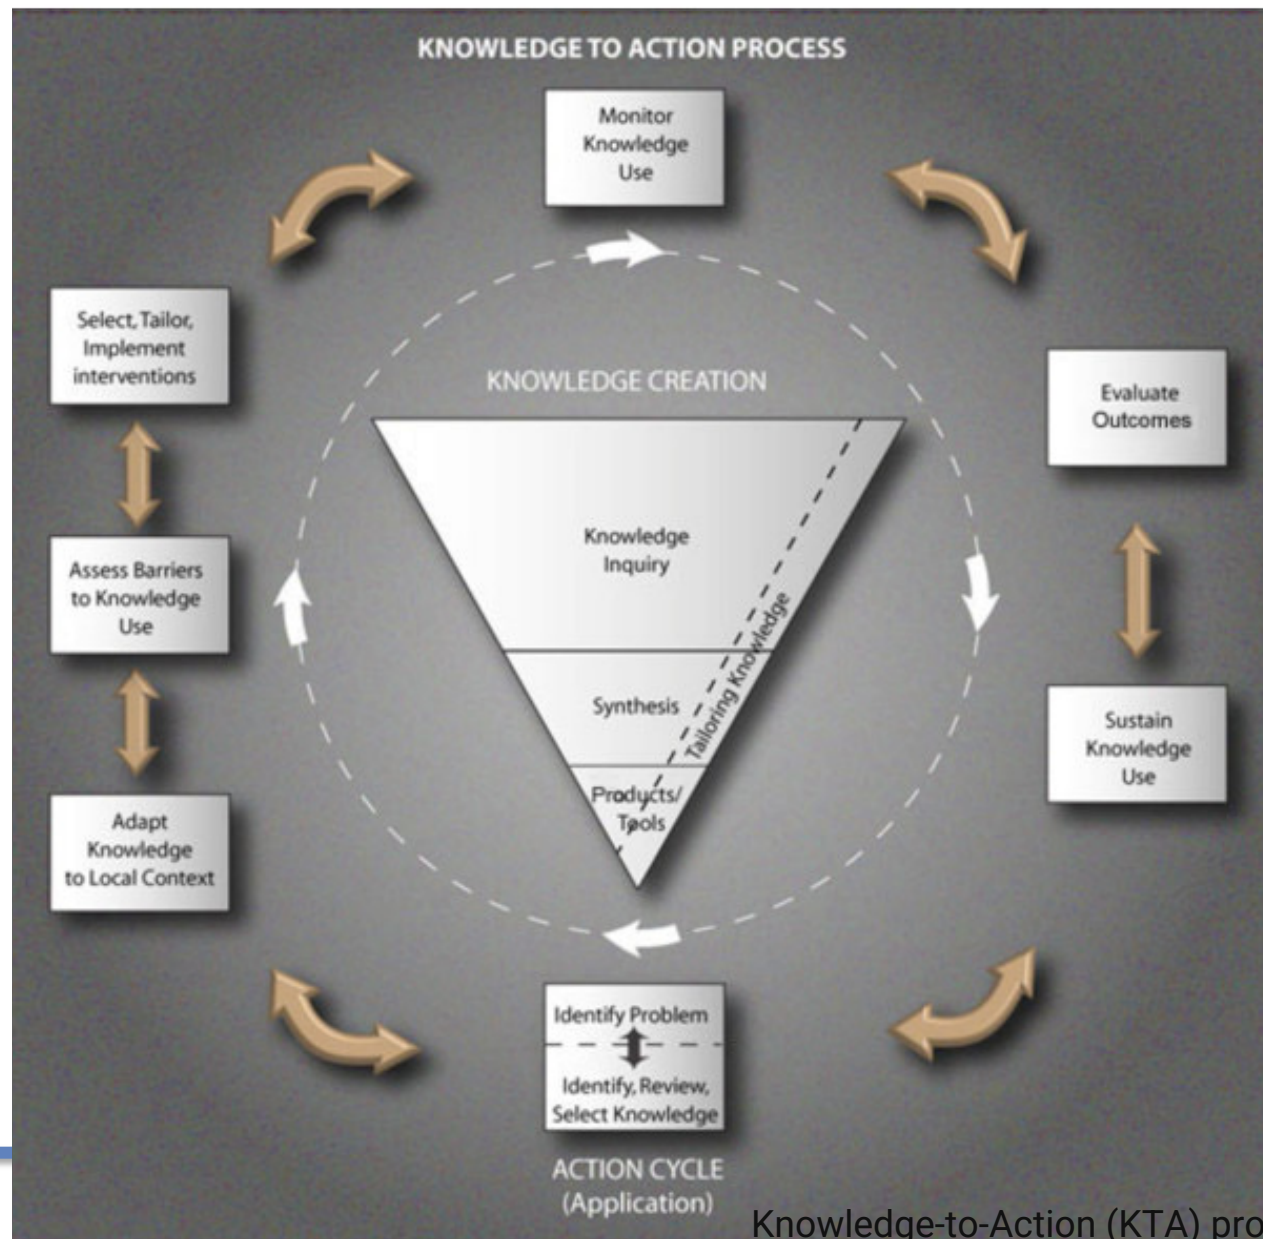 KNOWLEDGE TO ACTION PROCESS
Monitor
Knowledge
Use
Select, Tailor,
Implement
interventions
KNOWLEDGE CREATION
Evaluate
Outcomes
Knowledge
Inquiry
Assess Barriers
to Knowledge
Use
Tailoring Knowledge
Synthesis
Sustain
Knowledge
Use
Products/
Tools
Adapt
Knowledge
to Local Context
Identify Problem
Identify, Review,
Select Knowledge
ACTION CYCLE
(Application)
Knowledge-to-Action (KTA) pro